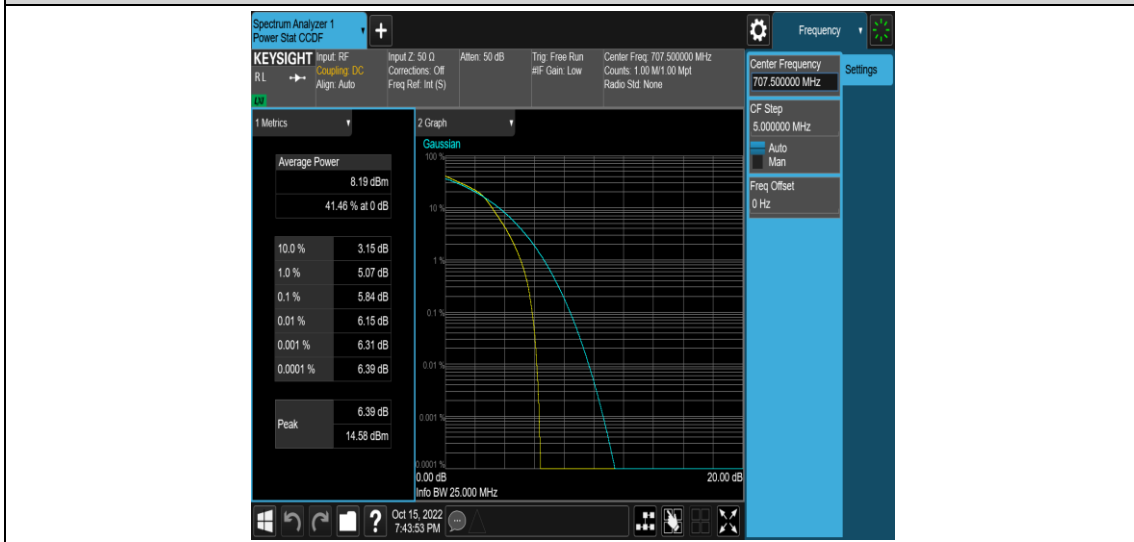 Spectrum Analyzer 1
Power Stat CCDF
Frequency
KEYSIGHT
RL
Input: RF
Coupling: DC
Align: Auto
Input Z: 50 Ω
Corrections: Off
Freq Ref: Int (S)
Atten: 50 dB
Trig: Free Run
#IF Gain: Low
Center Freq: 707.500000 MHz
Counts: 1.00 M/1.00 Mpt
Radio Std: None
Center Frequency
707.500000 MHz
Settings
CF Step
5.000000 MHz
Auto
Man
Freq Offset
0 Hz
1 Metrics
Average Power
8.19 dBm
41.46 % at 0 dB
10.0 % 3.15 dB
1.0 % 5.07 dB
0.1 % 5.84 dB
0.01 % 6.15 dB
0.001 % 6.31 dB
0.0001 % 6.39 dB
Peak
6.39 dB
14.58 dBm
2 Graph
Gaussian
100 %
10 %
1 %
0.1 %
0.01 %
0.001 %
0.0001 %
0.00 dB 20.00 dB
Info BW 25.000 MHz
Oct 15, 2022
7:43:53 PM